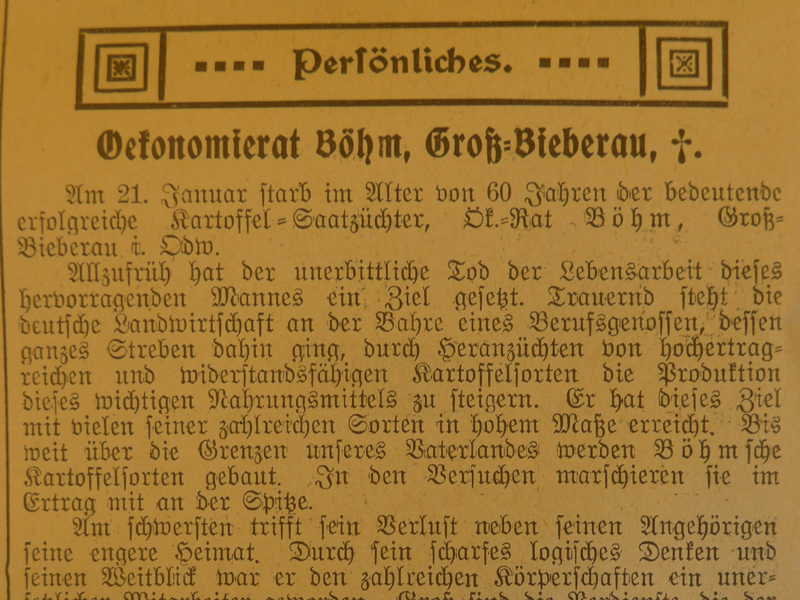 Persönliches.
Oekonomierat Böhm, Groß-Bieberau, †.
Am 21. Januar starb im Alter von 60 Jahren der bedeutende
erfolgreiche Kartoffel-Saatzüchter, Ök.-Rat Böhm, Groß-
Bieberau i. Odw.
Allzufrüh hat der unerbittliche Tod der Lebensarbeit dieses
hervorragenden Mannes ein Ziel gesetzt. Trauernd steht die
deutsche Landwirtschaft an der Bahre eines Berufsgenossen, dessen
ganzes Streben dahin ging, durch Heranzüchten von hochertrag-
reichen und widerstandsfähigen Kartoffelsorten die Produktion
dieses wichtigen Nahrungsmittels zu steigern. Er hat dieses Ziel
mit vielen seiner zahlreichen Sorten in hohem Maße erreicht. Bis
weit über die Grenzen unseres Vaterlandes werden Böhmsche
Kartoffelsorten gebaut. In den Versuchen marschieren sie im
Ertrag mit an der Spitze.
Am schwersten trifft sein Verlust neben seinen Angehörigen
seine engere Heimat. Durch sein scharfes logisches Denken und
seinen Weitblick war er den zahlreichen Körperschaften ein uner-